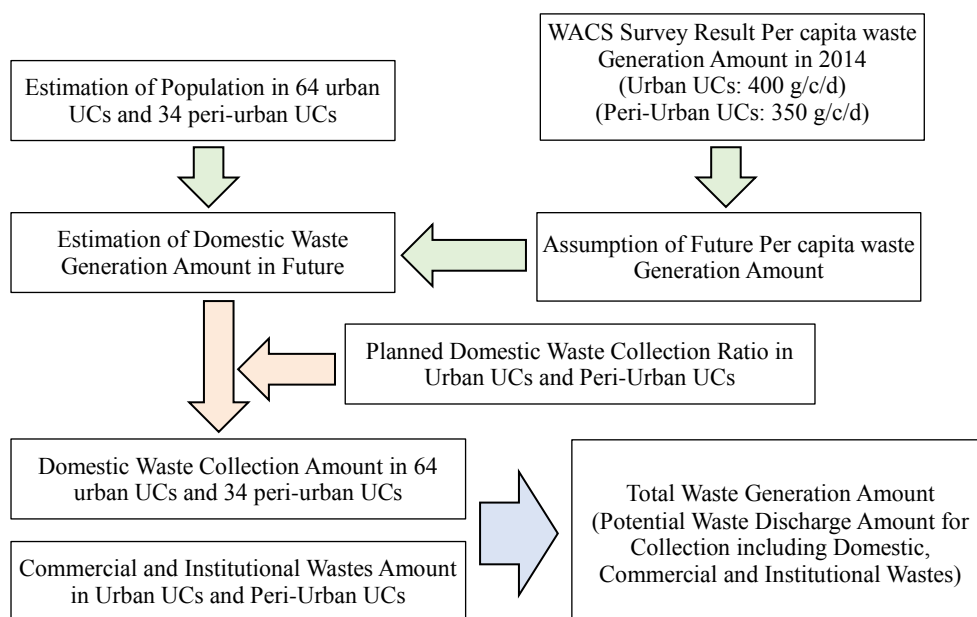 Estimation of Population in 64 urban
UCs and 34 peri-urban UCs
WACS Survey Result Per capita waste
Generation Amount in 2014
(Urban UCs: 400 g/c/d)
(Peri-Urban UCs: 350 g/c/d)
Estimation of Domestic Waste
Generation Amount in Future
Assumption of Future Per capita waste
Generation Amount
Planned Domestic Waste Collection Ratio in
Urban UCs and Peri-Urban UCs
Domestic Waste Collection Amount in 64
urban UCs and 34 peri-urban UCs
Commercial and Institutional Wastes Amount
in Urban UCs and Peri-Urban UCs
Total Waste Generation Amount
(Potential Waste Discharge Amount for
Collection including Domestic,
Commercial and Institutional Wastes)